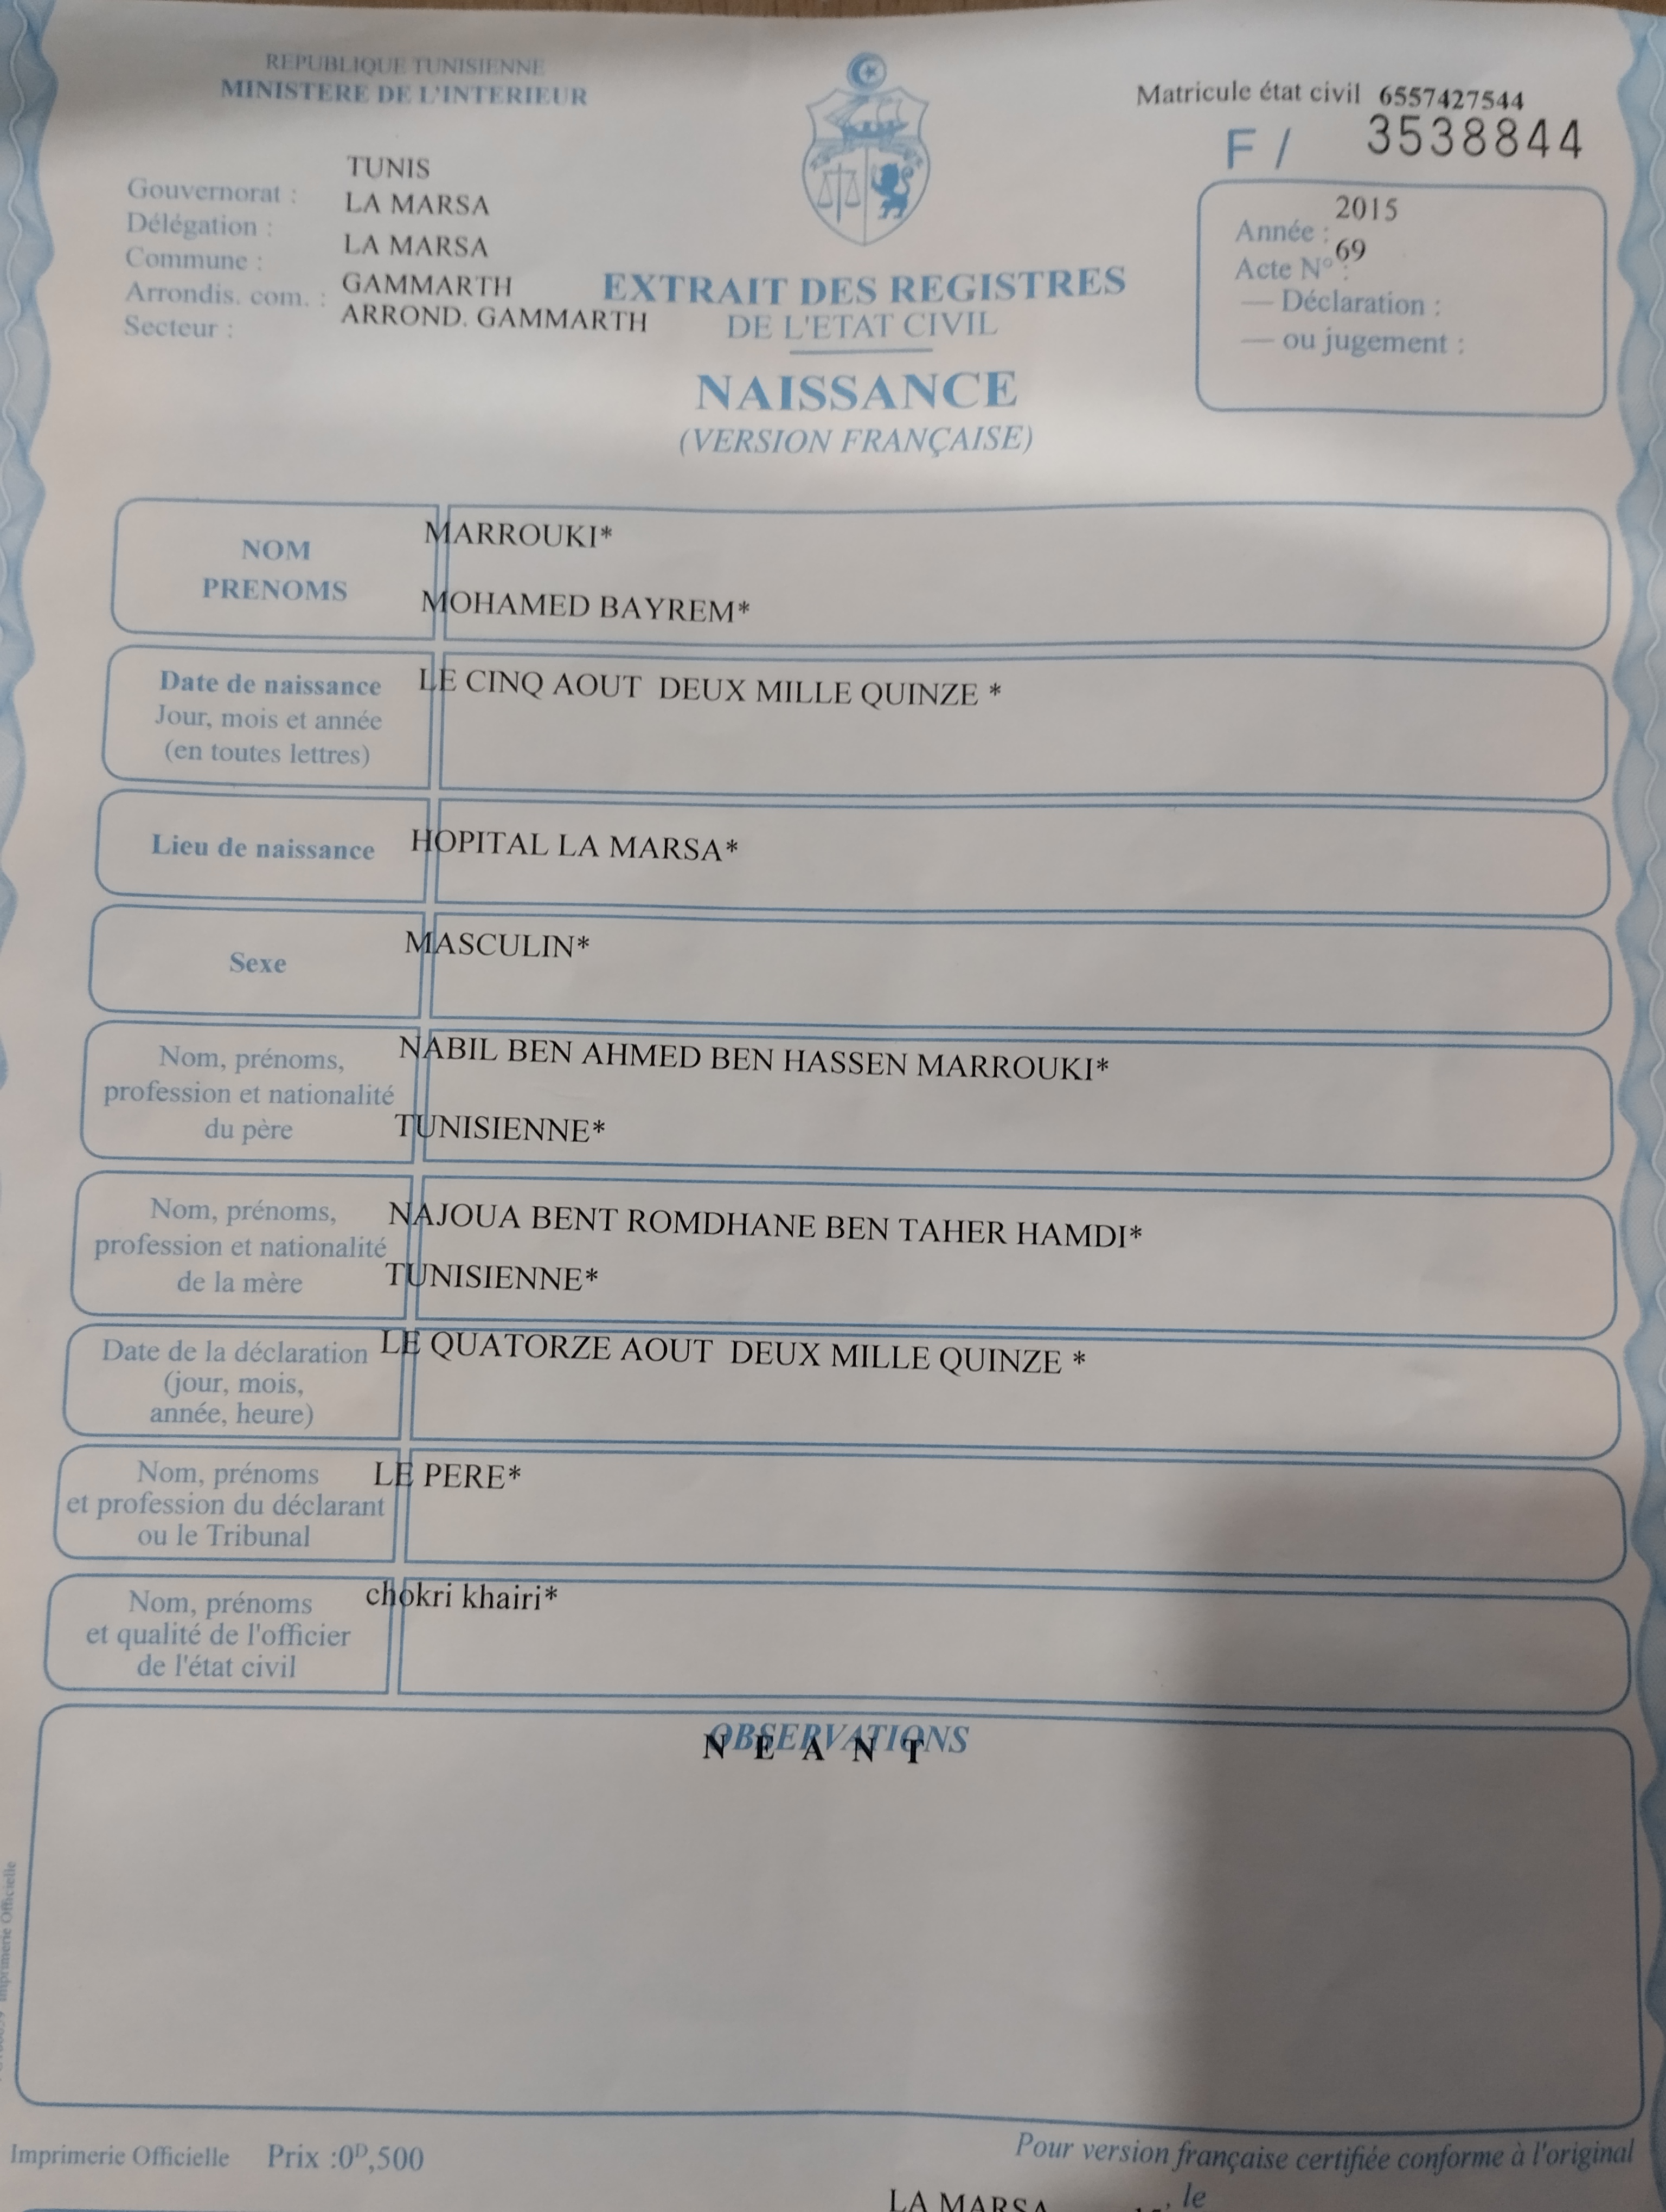 REPUBLIQUE TUNISIENNE
MINISTERE DE L'INTERIEUR
Matricule état civil 6557427544
F / 3538844
Gouvernorat : TUNIS
Délégation : LA MARSA
Commune : LA MARSA
Arrondis. com. : GAMMARTH
Secteur : ARROND. GAMMARTH
Année : 2015
Acte N° : 69
— Déclaration :
— ou jugement :
EXTRAIT DES REGISTRES
DE L'ETAT CIVIL
NAISSANCE
(VERSION FRANÇAISE)
NOM MARROUKI*
PRENOMS MOHAMED BAYREM*
Date de naissance LE CINQ AOUT DEUX MILLE QUINZE *
Jour, mois et année
(en toutes lettres)
Lieu de naissance HOPITAL LA MARSA*
Sexe MASCULIN*
Nom, prénoms, NABIL BEN AHMED BEN HASSEN MARROUKI*
profession et nationalité
du père TUNISIENNE*
Nom, prénoms, NAJOUA BENT ROMDHANE BEN TAHER HAMDI*
profession et nationalité
de la mère TUNISIENNE*
Date de la déclaration LE QUATORZE AOUT DEUX MILLE QUINZE *
(jour, mois,
année, heure)
Nom, prénoms LE PERE*
et profession du déclarant
ou le Tribunal
Nom, prénoms chokri khairi*
et qualité de l'officier
de l'état civil
OBSERVATIONS
N E A N T
Imprimerie Officielle
Imprimerie Officielle Prix :0D,500
Pour version française certifiée conforme à l'original
LA MARSA , le